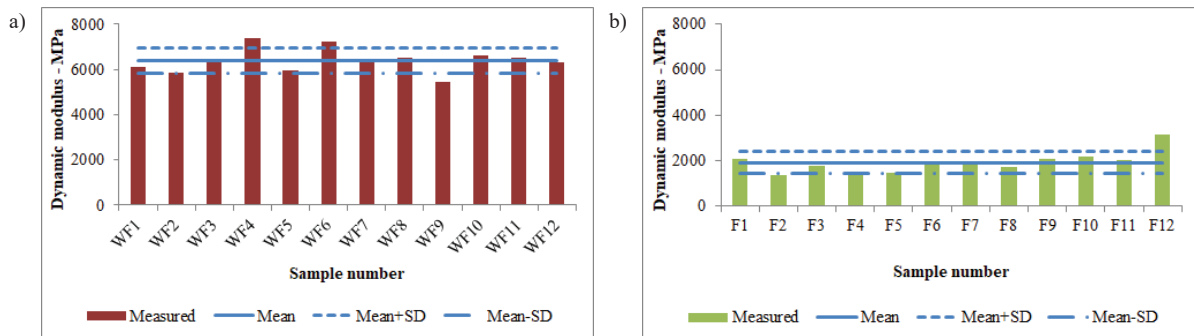 a)
Dynamic modulus - MPa
8000
6000
4000
2000
0
WF1 WF2 WF3 WF4 WF5 WF6 WF7 WF8 WF9 WF10 WF11 WF12
Sample number
Measured Mean Mean+SD Mean-SD
b)
Dynamic modulus - MPa
8000
6000
4000
2000
0
F1 F2 F3 F4 F5 F6 F7 F8 F9 F10 F11 F12
Sample number
Measured Mean Mean+SD Mean-SD